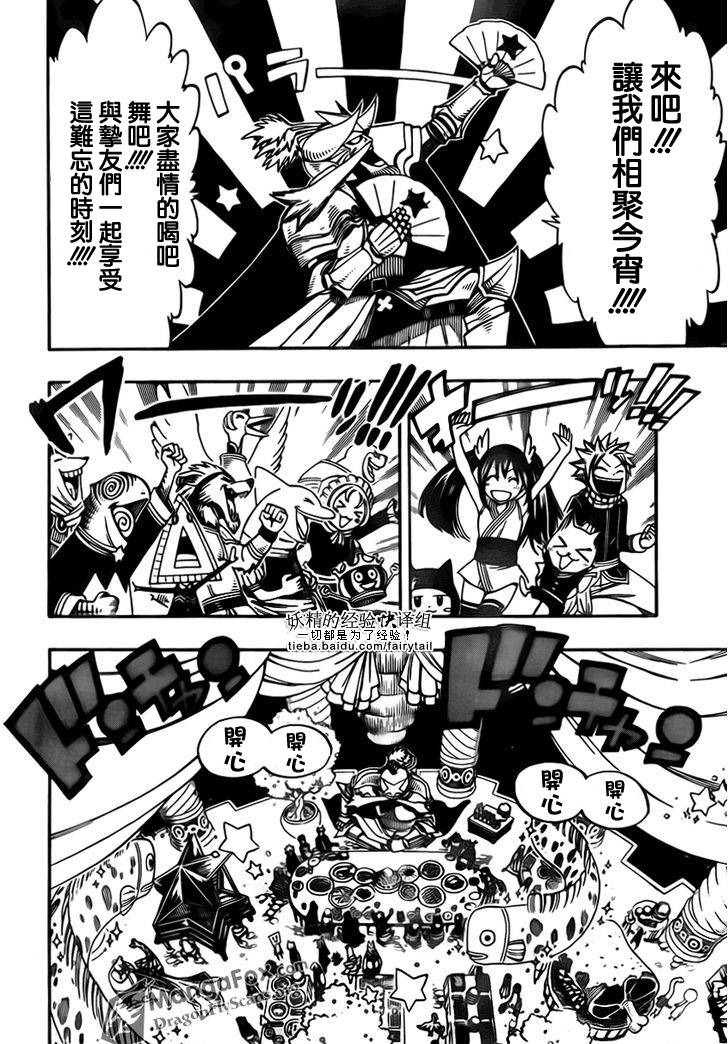 來吧!!!!
讓我們相聚今宵!!!!
パラ
大家盡情的喝吧
舞吧!!!!
與摯友們一起享受
這難忘的時刻!!!!
ワー!!!
ワー!!!
妖精的经验快译组
一切都是为了经验！
tieba.baidu.com/fairytail
ドンチャン
ドンチャン
開心
開心
開心
開心
MangaFox.com
DragonFlyScans